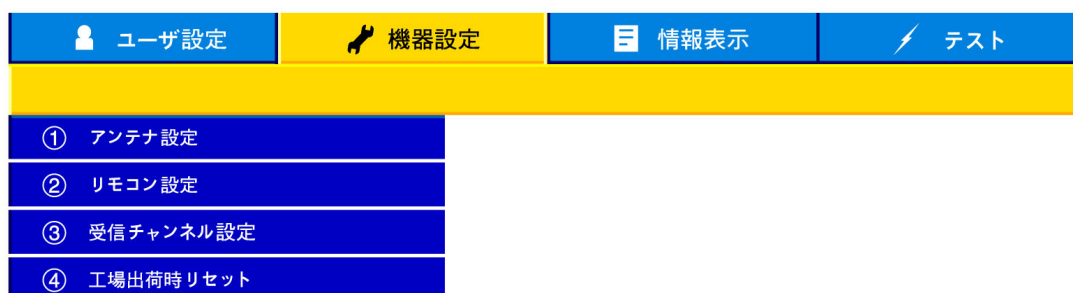 ユーザ設定 機器設定 情報表示 テスト
① アンテナ設定
② リモコン設定
③ 受信チャンネル設定
④ 工場出荷時リセット